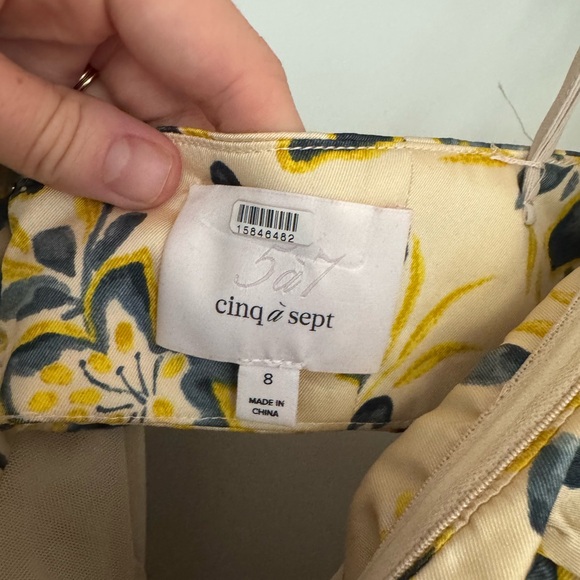 15846482
5à7
cinq à sept
8
MADE IN
CHINA